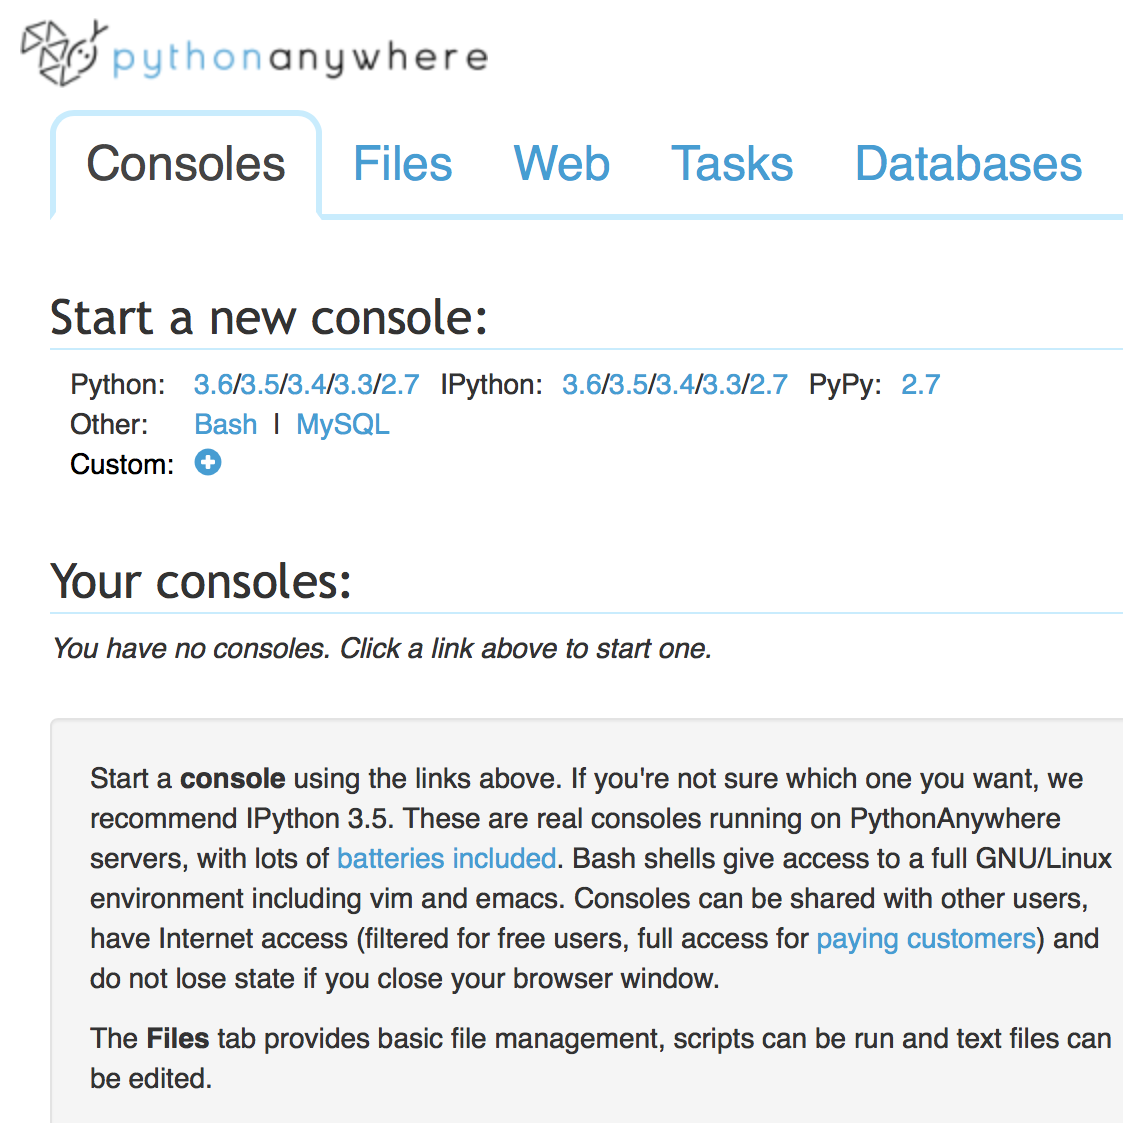 pythonanywhere
Consoles Files Web Tasks Databases
Start a new console:
Python: 3.6/3.5/3.4/3.3/2.7 IPython: 3.6/3.5/3.4/3.3/2.7 PyPy: 2.7
Other: Bash | MySQL
Custom:
Your consoles:
You have no consoles. Click a link above to start one.
Start a console using the links above. If you're not sure which one you want, we
recommend IPython 3.5. These are real consoles running on PythonAnywhere
servers, with lots of batteries included. Bash shells give access to a full GNU/Linux
environment including vim and emacs. Consoles can be shared with other users,
have Internet access (filtered for free users, full access for paying customers) and
do not lose state if you close your browser window.
The Files tab provides basic file management, scripts can be run and text files can
be edited.